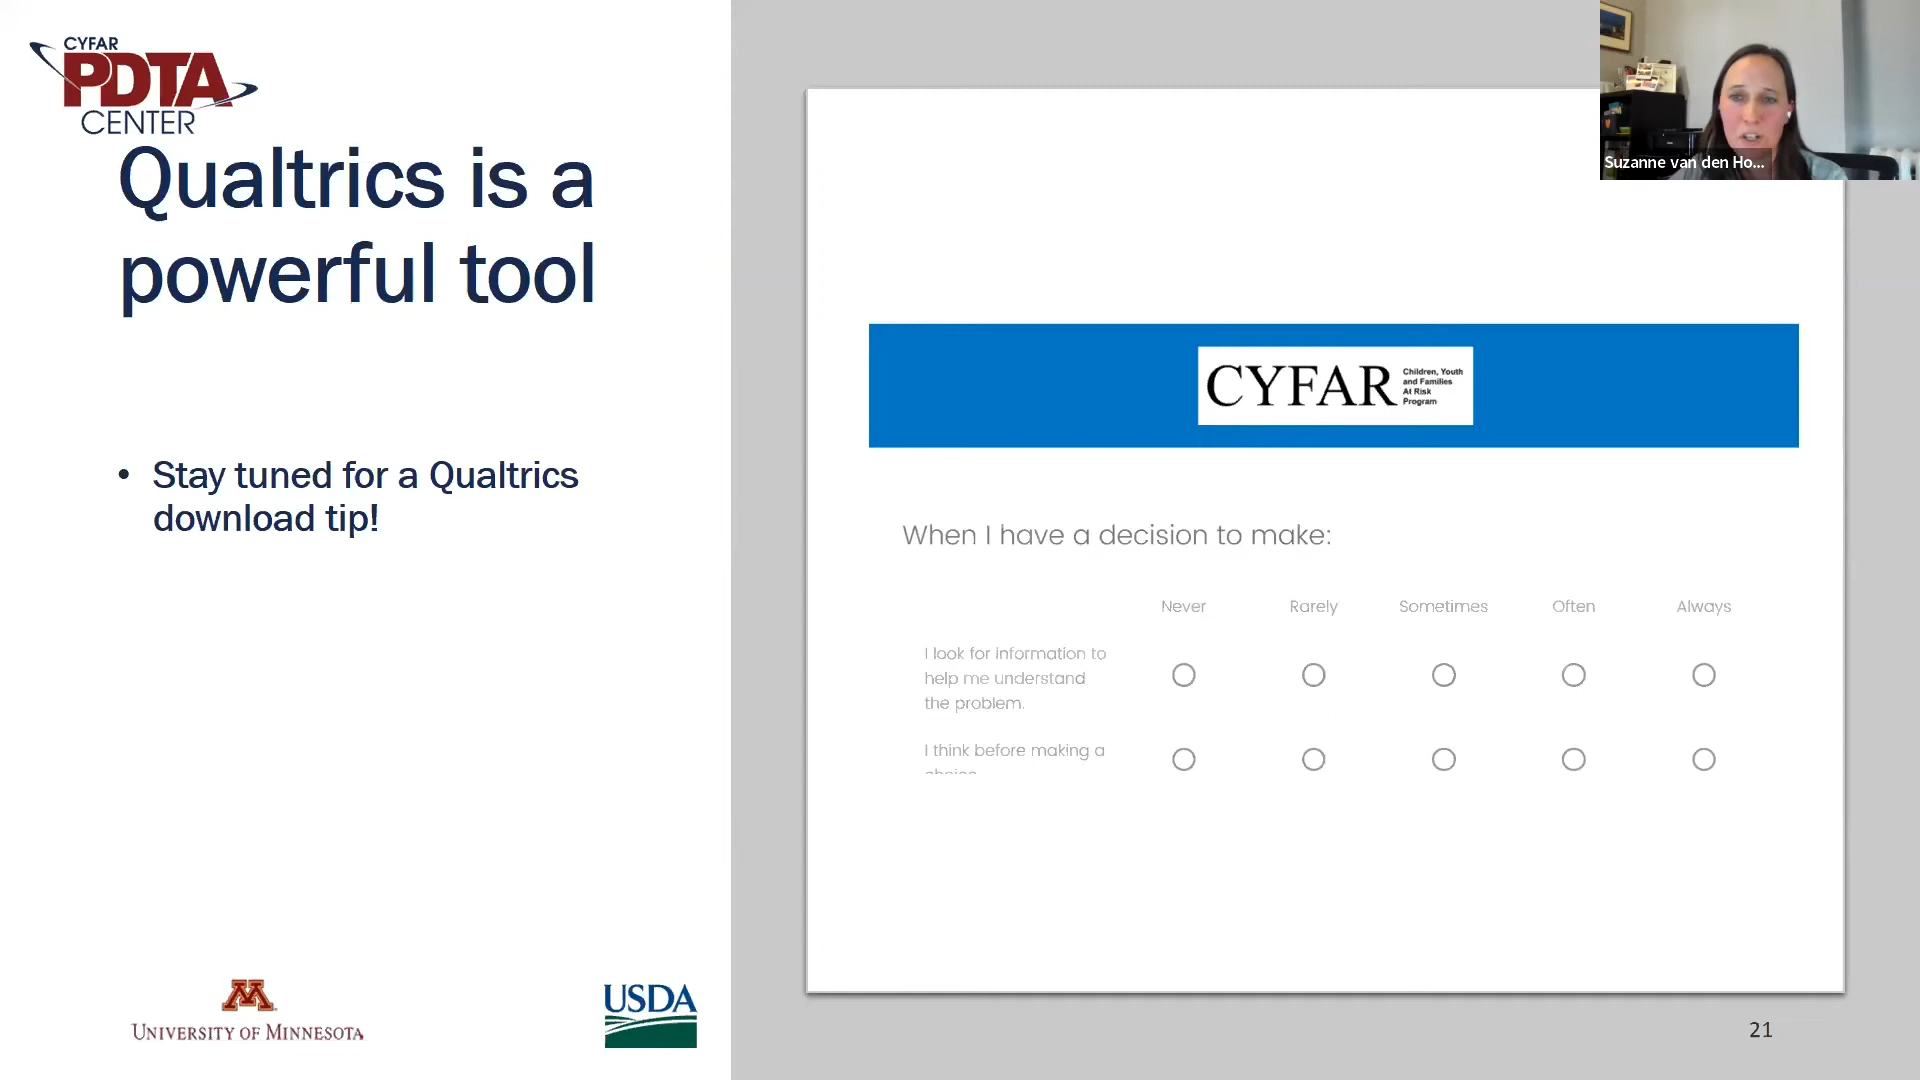 CYFAR
PDTA
CENTER
Qualtrics is a
powerful tool
• Stay tuned for a Qualtrics
download tip!
UNIVERSITY OF MINNESOTA
USDA
Suzanne van den Ho...
CYFAR
Children, Youth
and Families
At Risk
Program
When I have a decision to make:
Never Rarely Sometimes Often Always
I look for information to
help me understand
the problem.
I think before making a
21